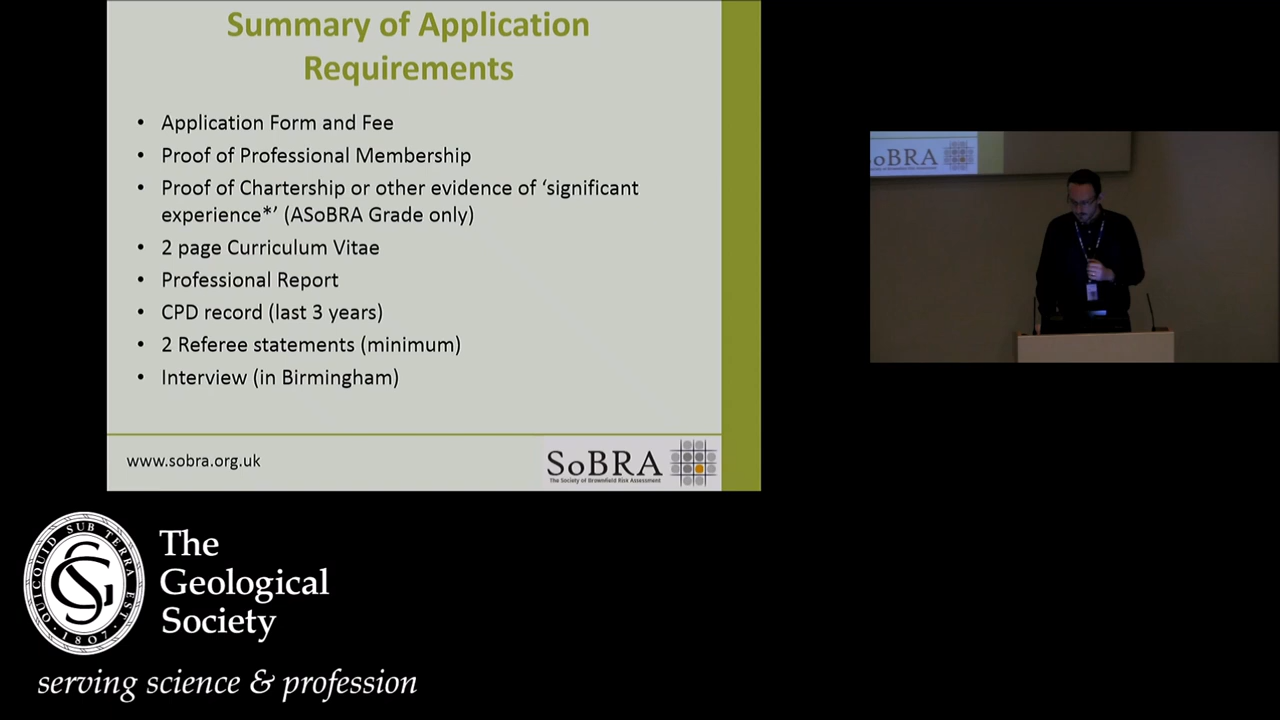 Summary of Application
Requirements
• Application Form and Fee
• Proof of Professional Membership
• Proof of Chartership or other evidence of ‘significant
experience*’ (ASoBRA Grade only)
• 2 page Curriculum Vitae
• Professional Report
• CPD record (last 3 years)
• 2 Referee statements (minimum)
• Interview (in Birmingham)
www.sobra.org.uk
SoBRA
The Society of Brownfield Risk Assessment
oBRA
QUICQUID SUB TERRA EST
· 1807 ·
The
Geological
Society
serving science & profession